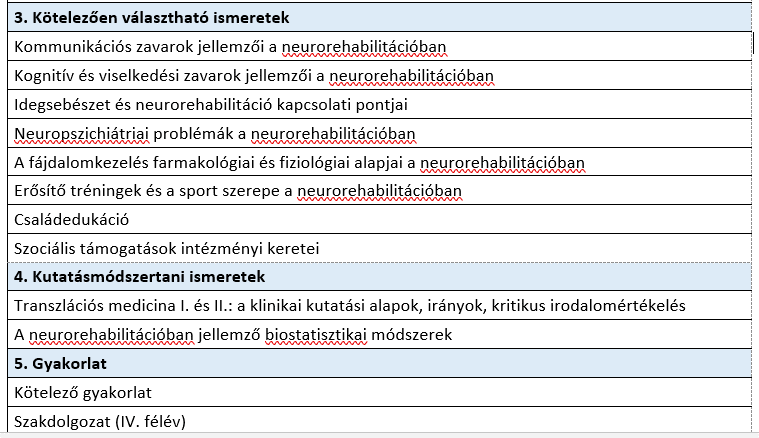 3. Kötelezően választható ismeretek
Kommunikációs zavarok jellemzői a neurorehabilitációban
Kognitív és viselkedési zavarok jellemzői a neurorehabilitációban
Idegsebészet és neurorehabilitáció kapcsolati pontjai
Neuropszichiátriai problémák a neurorehabilitációban
A fájdalomkezelés farmakológiai és fiziológiai alapjai a neurorehabilitációban
Erősítő tréningek és a sport szerepe a neurorehabilitációban
Családedukáció
Szociális támogatások intézményi keretei
4. Kutatásmódszertani ismeretek
Transzlációs medicina I. és II.: a klinikai kutatási alapok, irányok, kritikus irodalomértékelés
A neurorehabilitációban jellemző biostatisztikai módszerek
5. Gyakorlat
Kötelező gyakorlat
Szakdolgozat (IV. félév)